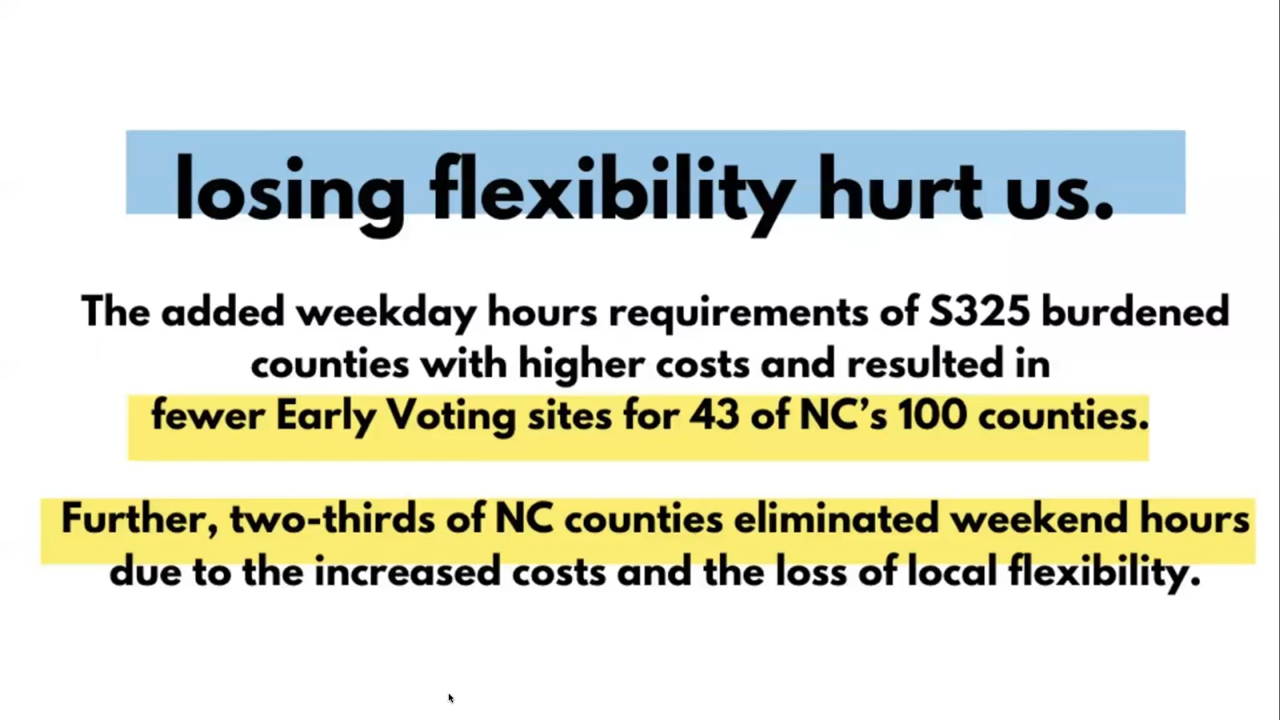 losing flexibility hurt us.
The added weekday hours requirements of S325 burdened
counties with higher costs and resulted in
fewer Early Voting sites for 43 of NC’s 100 counties.
Further, two-thirds of NC counties eliminated weekend hours
due to the increased costs and the loss of local flexibility.